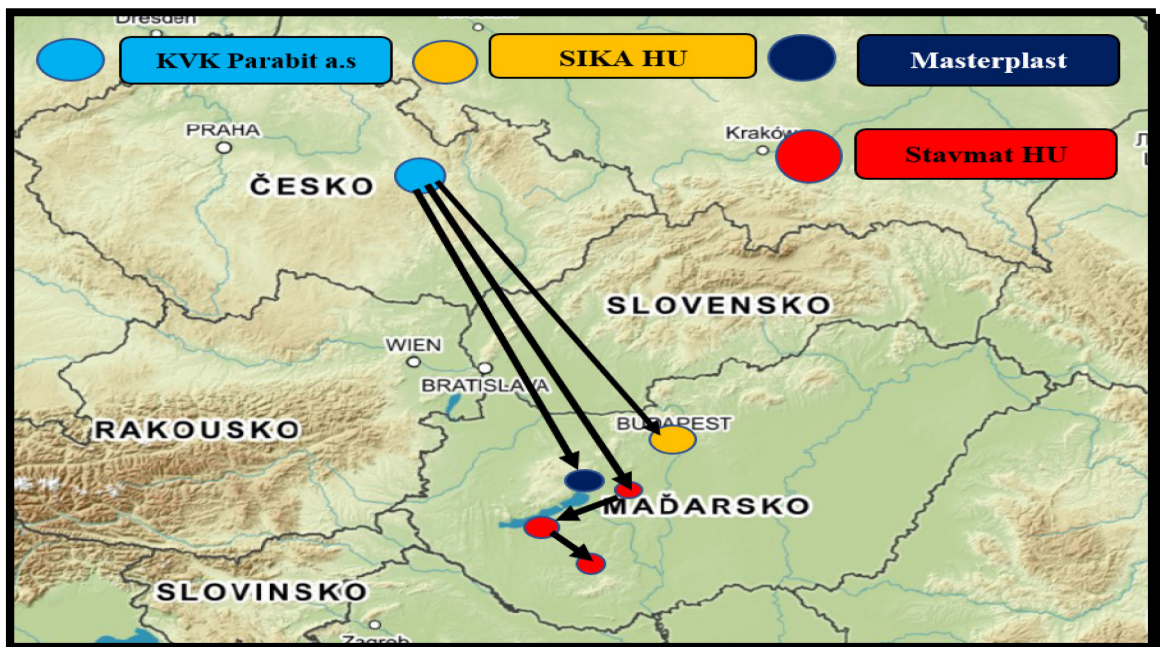 Dresden
KVK Parabit a.s
SIKA HU
Masterplast
PRAHA
Kraków
Stavmat HU
ČESKO
SLOVENSKO
WIEN
BRATISLAVA
BUDAPEST
RAKOUSKO
MAĎARSKO
SLOVINSKO
Zagreb